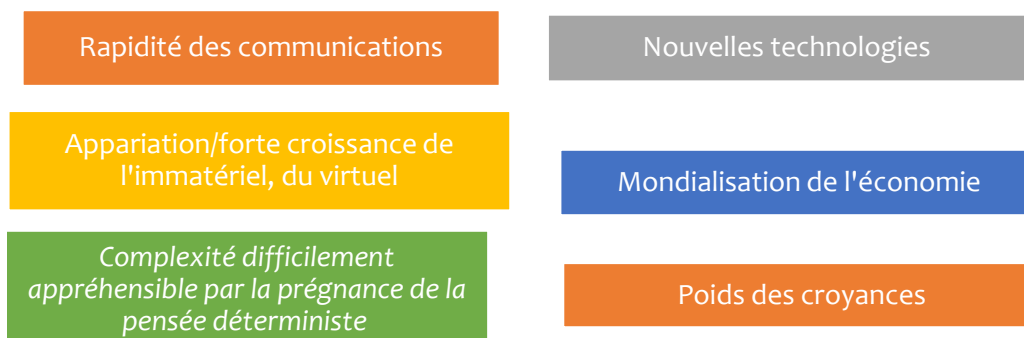 Rapidité des communications
Nouvelles technologies
Appariation/forte croissance de
l'immatériel, du virtuel
Mondialisation de l'économie
Complexité difficilement
appréhensible par la prégnance de la
pensée déterministe
Poids des croyances